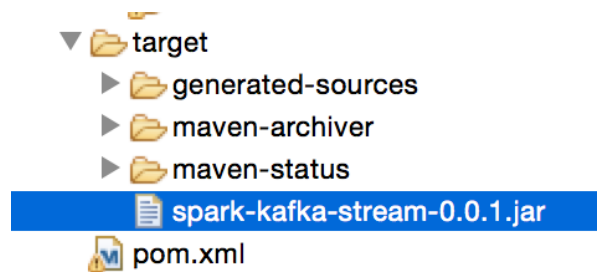 target
generated-sources
maven-archiver
maven-status
spark-kafka-stream-0.0.1.jar
pom.xml